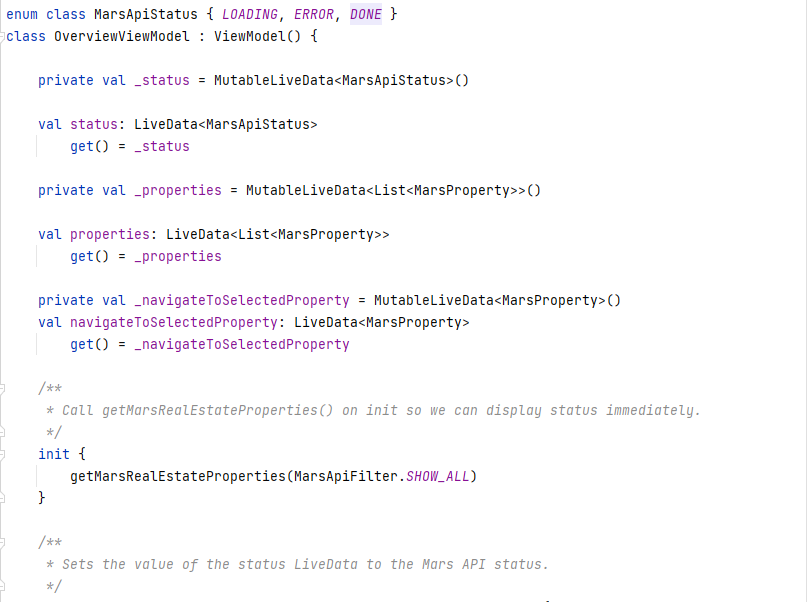 enum class MarsApiStatus { LOADING, ERROR, DONE }
class OverviewViewModel : ViewModel() {
private val _status = MutableLiveData<MarsApiStatus>()
val status: LiveData<MarsApiStatus>
get() = _status
private val _properties = MutableLiveData<List<MarsProperty>>()
val properties: LiveData<List<MarsProperty>>
get() = _properties
private val _navigateToSelectedProperty = MutableLiveData<MarsProperty>()
val navigateToSelectedProperty: LiveData<MarsProperty>
get() = _navigateToSelectedProperty
/**
* Call getMarsRealEstateProperties() on init so we can display status immediately.
*/
init {
getMarsRealEstateProperties(MarsApiFilter.SHOW_ALL)
}
/**
* Sets the value of the status LiveData to the Mars API status.
*/